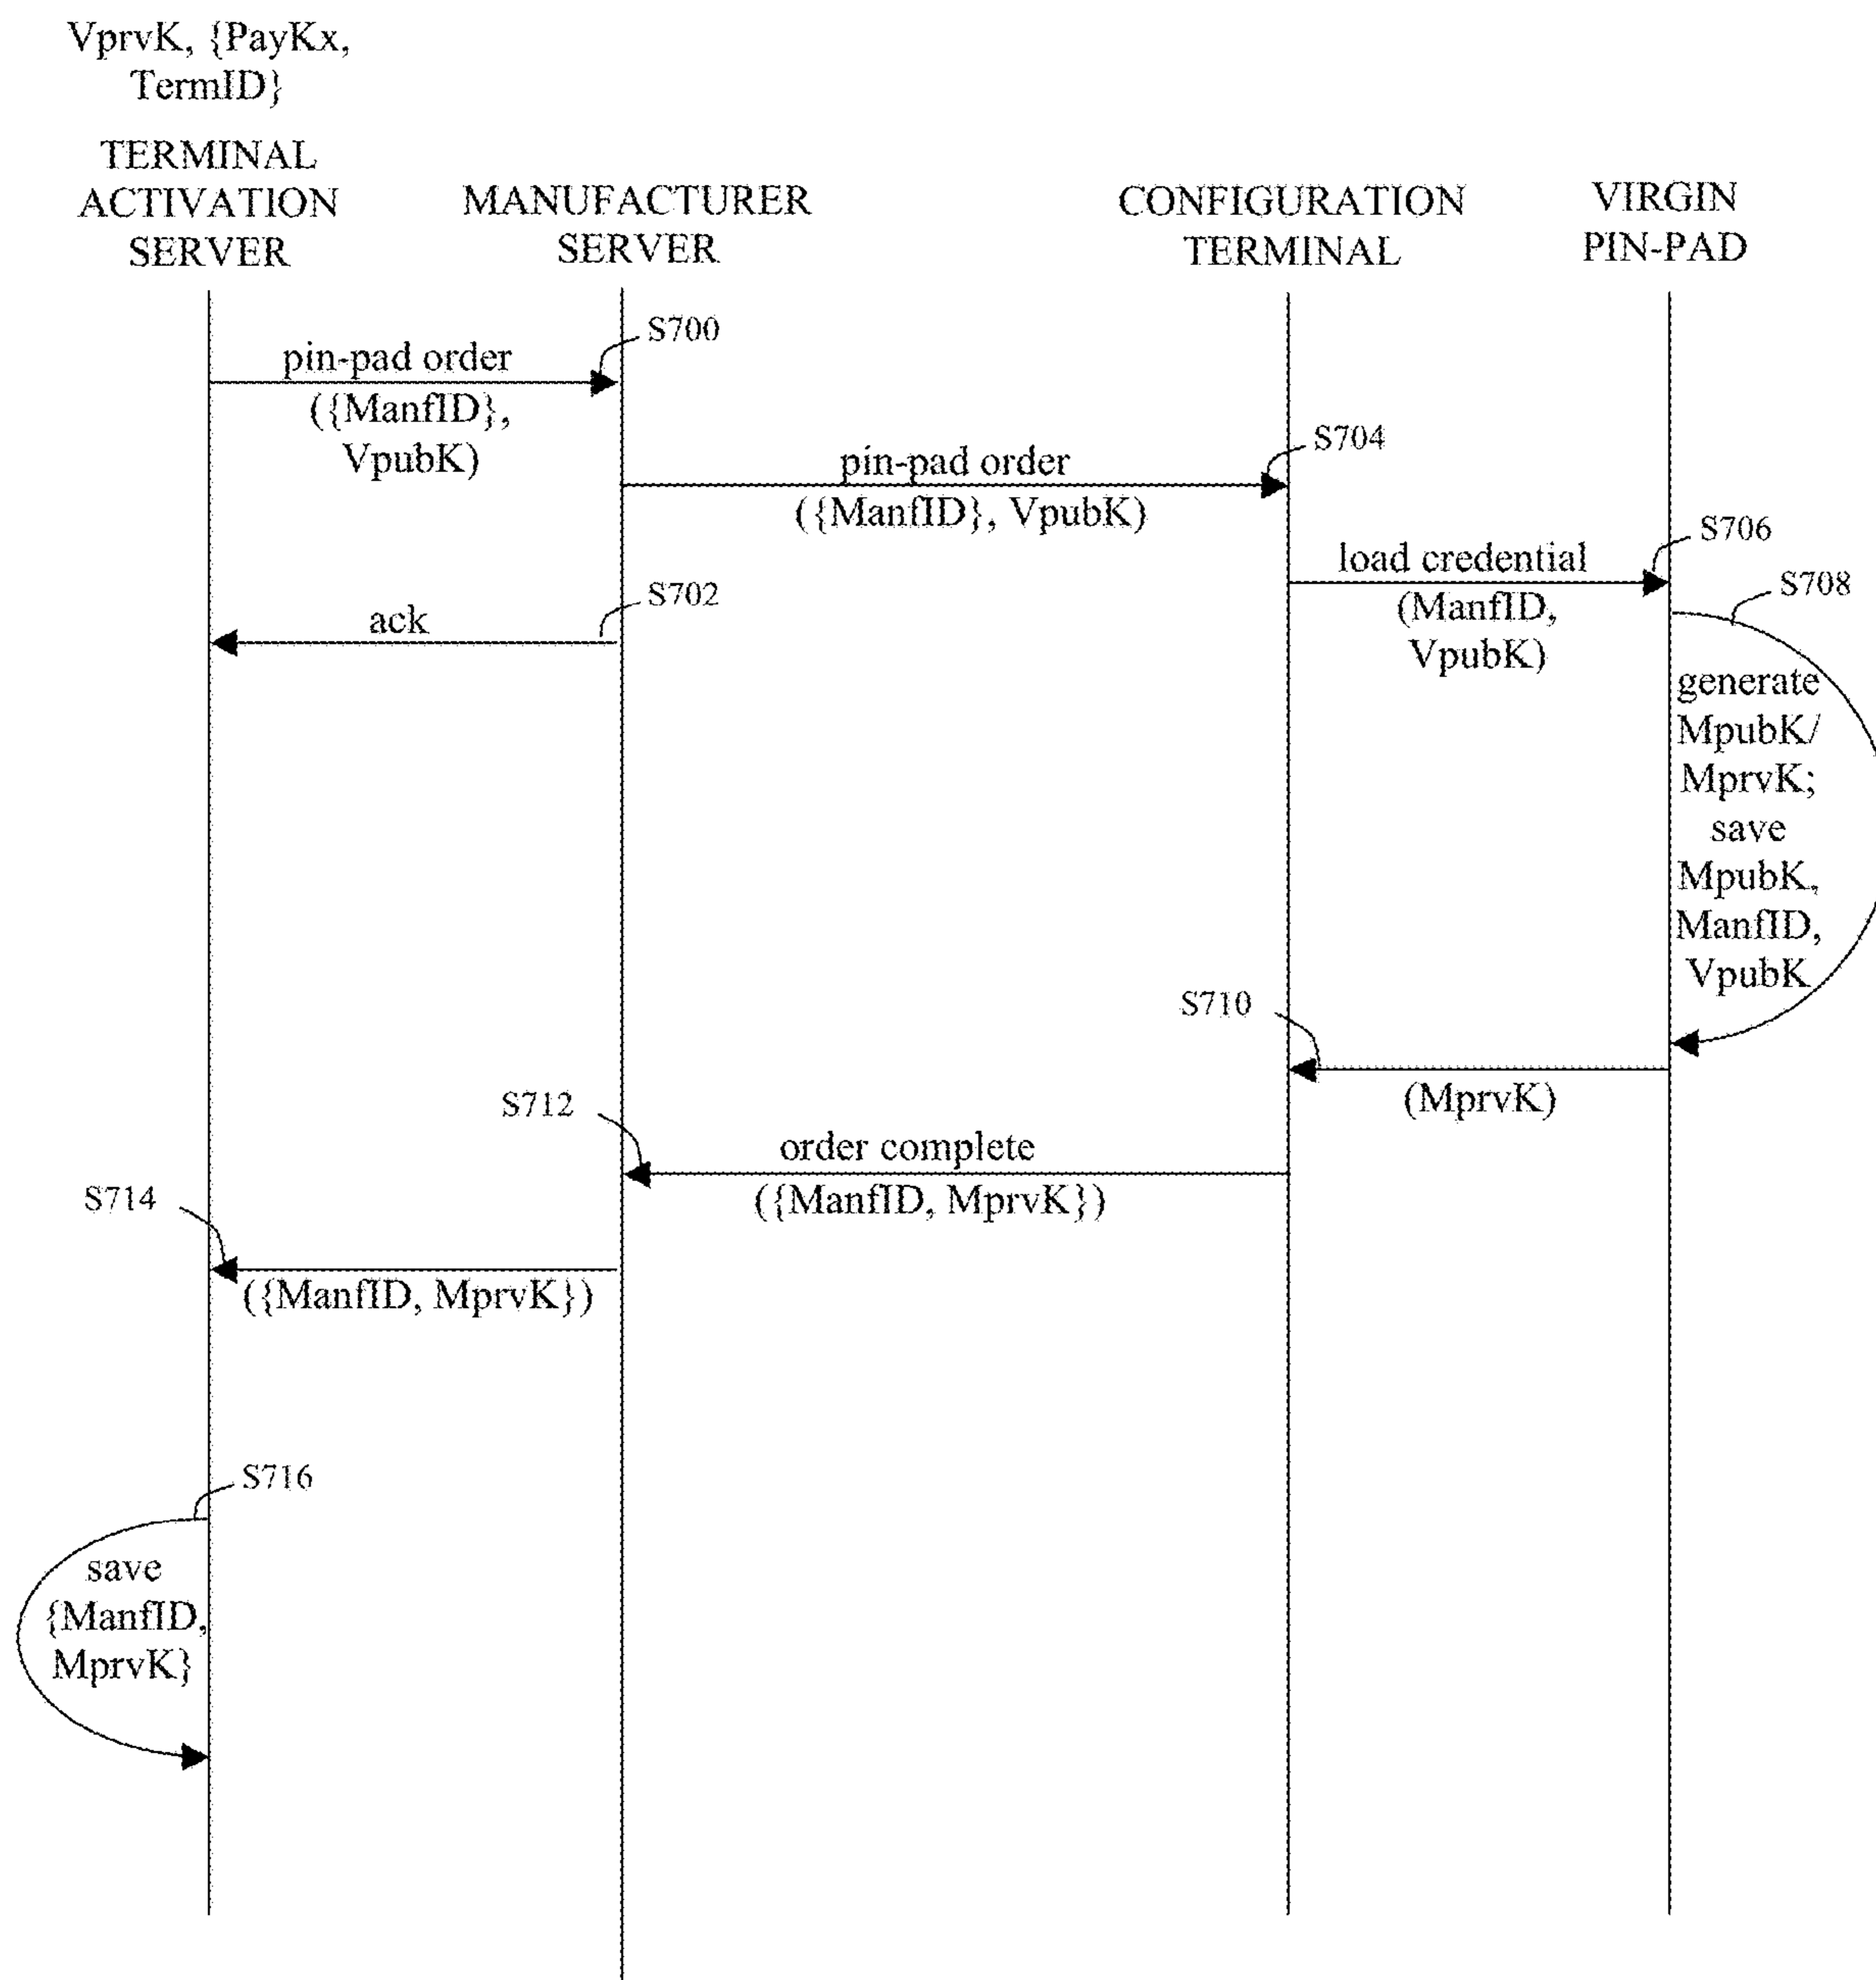 VprvK, {PayKx,
TermID}
TERMINAL
ACTIVATION
SERVER
MANUFACTURER
SERVER
CONFIGURATION
TERMINAL
VIRGIN
PIN-PAD
S700
pin-pad order
({ManfID},
VpubK)
S704
pin-pad order
({ManfID}, VpubK)
S706
load credential
(ManfID,
VpubK)
S702
ack
S708
generate
MpubK/
MprvK;
save
MpubK,
ManfID,
VpubK
S710
(MprvK)
S712
order complete
({ManfID, MprvK})
S714
({ManfID, MprvK})
S716
save
{ManfID,
MprvK}